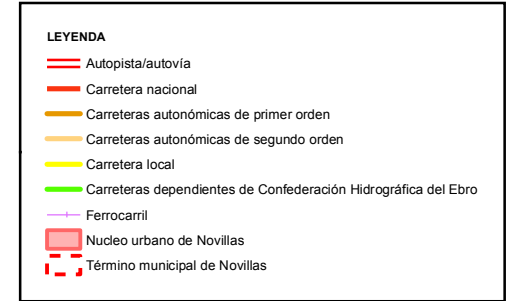 LEYENDA
Autopista/autovía
Carretera nacional
Carreteras autonómicas de primer orden
Carreteras autonómicas de segundo orden
Carretera local
Carreteras dependientes de Confederación Hidrográfica del Ebro
Ferrocarril
Nucleo urbano de Novillas
Término municipal de Novillas